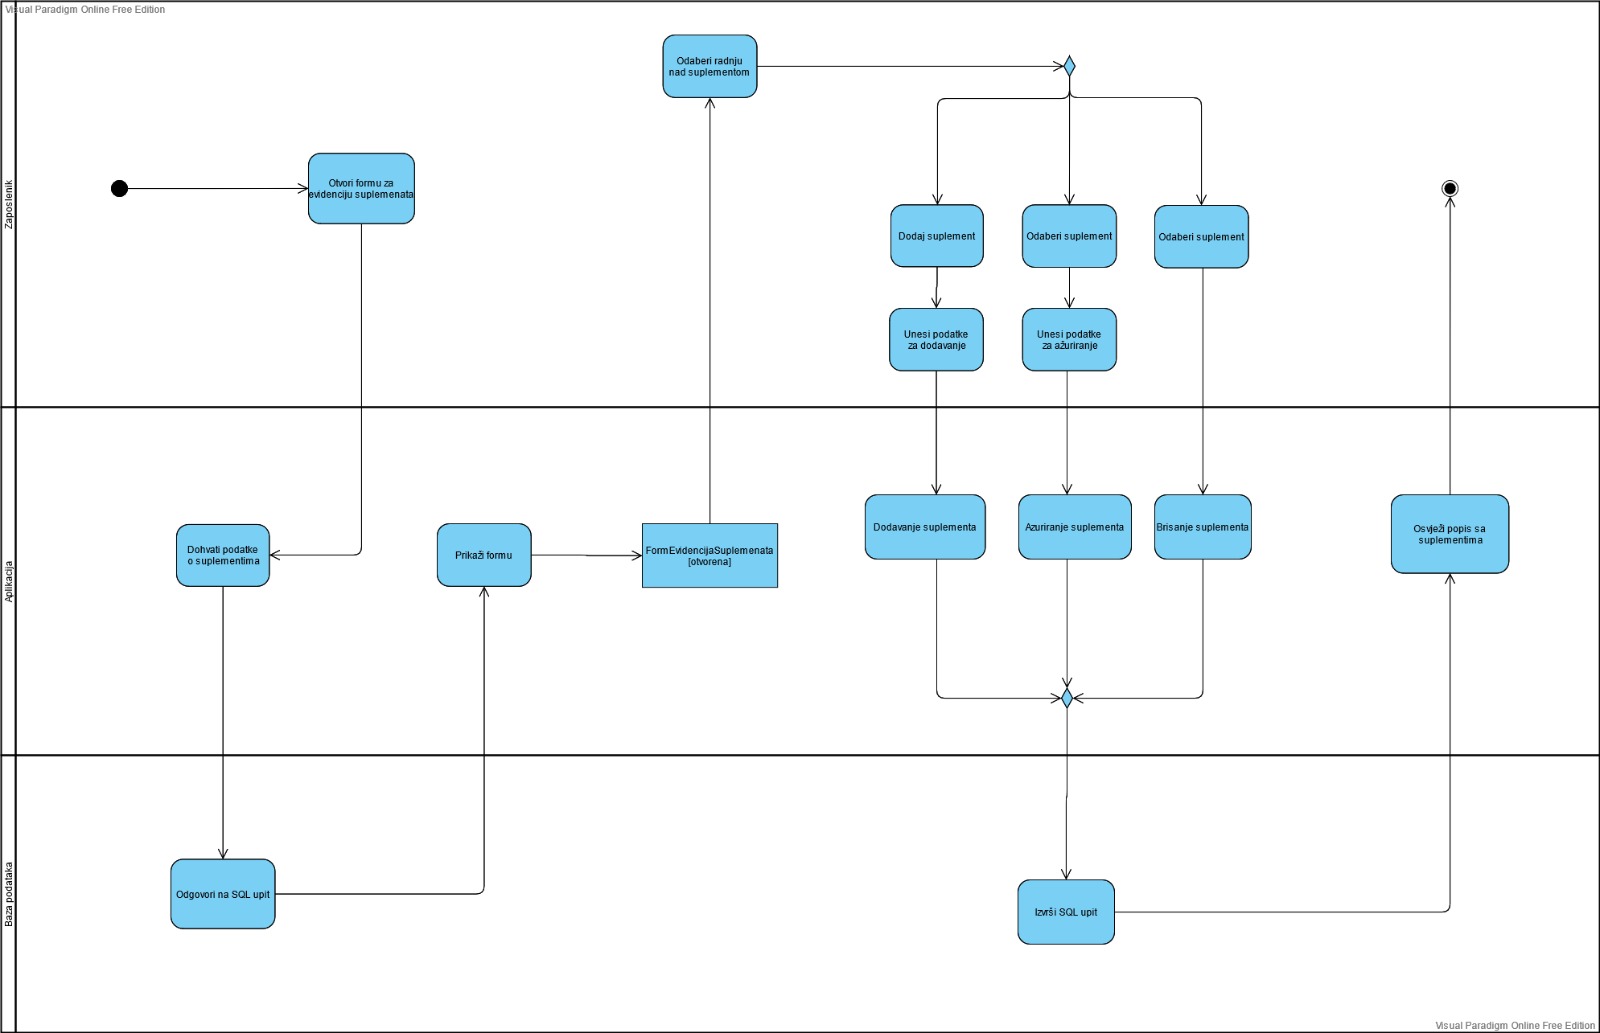 Visual Paradigm Online Free Edition
Zaposlenik
Odaberi radnju
nad suplementom
Otvori formu za
evidenciju suplemenata
Dodaj suplement
Odaberi suplement
Odaberi suplement
Unesi podatke
za dodavanje
Unesi podatke
za ažuriranje
Aplikacija
Dohvati podatke
o suplementima
Prikaži formu
FormEvidencijaSuplemenata
[otvorena]
Dodavanje suplementa
Azuriranje suplementa
Brisanje suplementa
Osvježi popis sa
suplementima
Baza podataka
Odgovori na SQL upit
Izvrši SQL upit
Visual Paradigm Online Free Edition